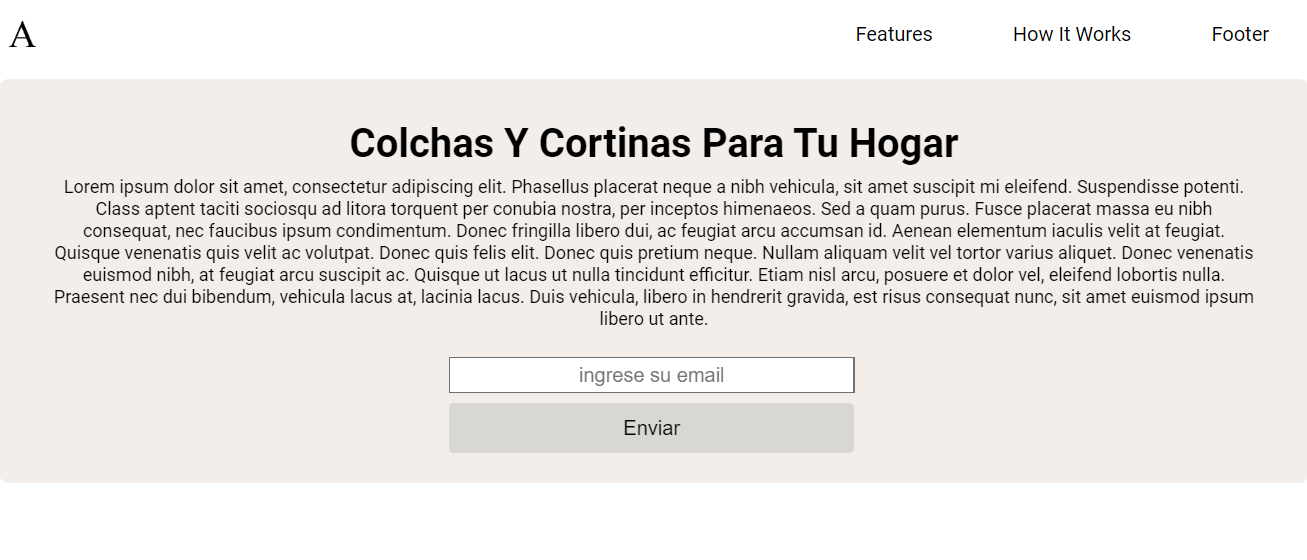 A
Features
How It Works
Footer
Colchas Y Cortinas Para Tu Hogar
Lorem ipsum dolor sit amet, consectetur adipiscing elit. Phasellus placerat neque a nibh vehicula, sit amet suscipit mi eleifend. Suspendisse potenti.
Class aptent taciti sociosqu ad litora torquent per conubia nostra, per inceptos himenaeos. Sed a quam purus. Fusce placerat massa eu nibh
consequat, nec faucibus ipsum condimentum. Donec fringilla libero dui, ac feugiat arcu accumsan id. Aenean elementum iaculis velit at feugiat.
Quisque venenatis quis velit ac volutpat. Donec quis felis elit. Donec quis pretium neque. Nullam aliquam velit vel tortor varius aliquet. Donec venenatis
euismod nibh, at feugiat arcu suscipit ac. Quisque ut lacus ut nulla tincidunt efficitur. Etiam nisl arcu, posuere et dolor vel, eleifend lobortis nulla.
Praesent nec dui bibendum, vehicula lacus at, lacinia lacus. Duis vehicula, libero in hendrerit gravida, est risus consequat nunc, sit amet euismod ipsum
libero ut ante.
ingrese su email
Enviar